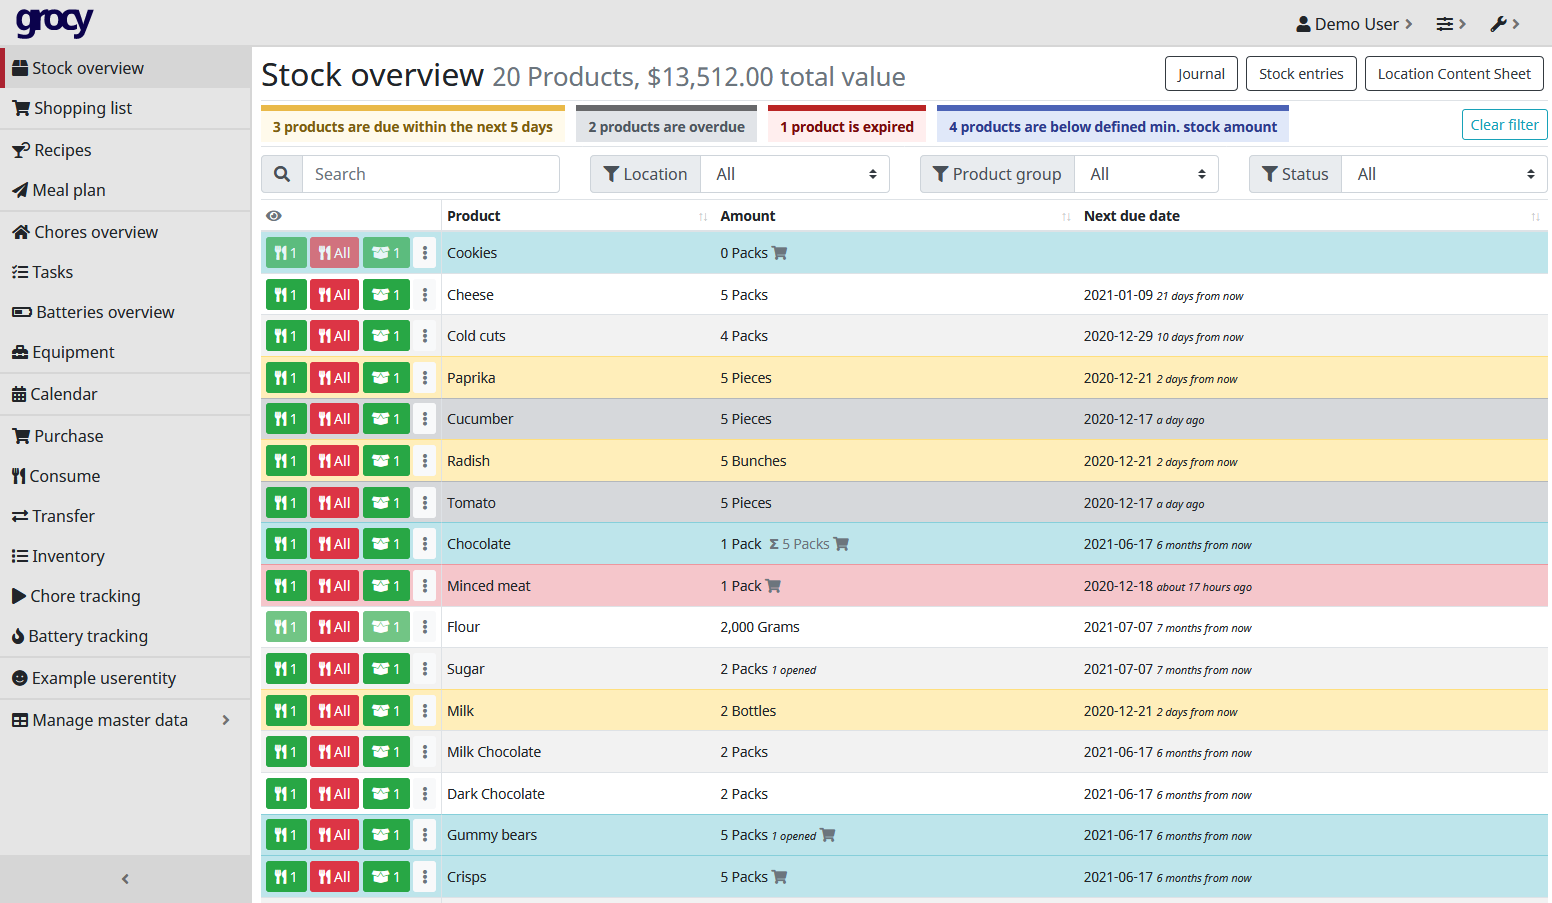 grocy
Demo User
Stock overview
Shopping list
Recipes
Meal plan
Chores overview
Tasks
Batteries overview
Equipment
Calendar
Purchase
Consume
Transfer
Inventory
Chore tracking
Battery tracking
Example userentity
Manage master data
Stock overview 20 Products, $13,512.00 total value
Journal Stock entries Location Content Sheet
3 products are due within the next 5 days 2 products are overdue 1 product is expired 4 products are below defined min. stock amount Clear filter
Search Location All Product group All Status All
Product Amount Next due date
1 All 1 Cookies 0 Packs
1 All 1 Cheese 5 Packs 2021-01-09 21 days from now
1 All 1 Cold cuts 4 Packs 2020-12-29 10 days from now
1 All 1 Paprika 5 Pieces 2020-12-21 2 days from now
1 All 1 Cucumber 5 Pieces 2020-12-17 a day ago
1 All 1 Radish 5 Bunches 2020-12-21 2 days from now
1 All 1 Tomato 5 Pieces 2020-12-17 a day ago
1 All 1 Chocolate 1 Pack Σ 5 Packs 2021-06-17 6 months from now
1 All 1 Minced meat 1 Pack 2020-12-18 about 17 hours ago
1 All 1 Flour 2,000 Grams 2021-07-07 7 months from now
1 All 1 Sugar 2 Packs 1 opened 2021-07-07 7 months from now
1 All 1 Milk 2 Bottles 2020-12-21 2 days from now
1 All 1 Milk Chocolate 2 Packs 2021-06-17 6 months from now
1 All 1 Dark Chocolate 2 Packs 2021-06-17 6 months from now
1 All 1 Gummy bears 5 Packs 1 opened 2021-06-17 6 months from now
1 All 1 Crisps 5 Packs 2021-06-17 6 months from now